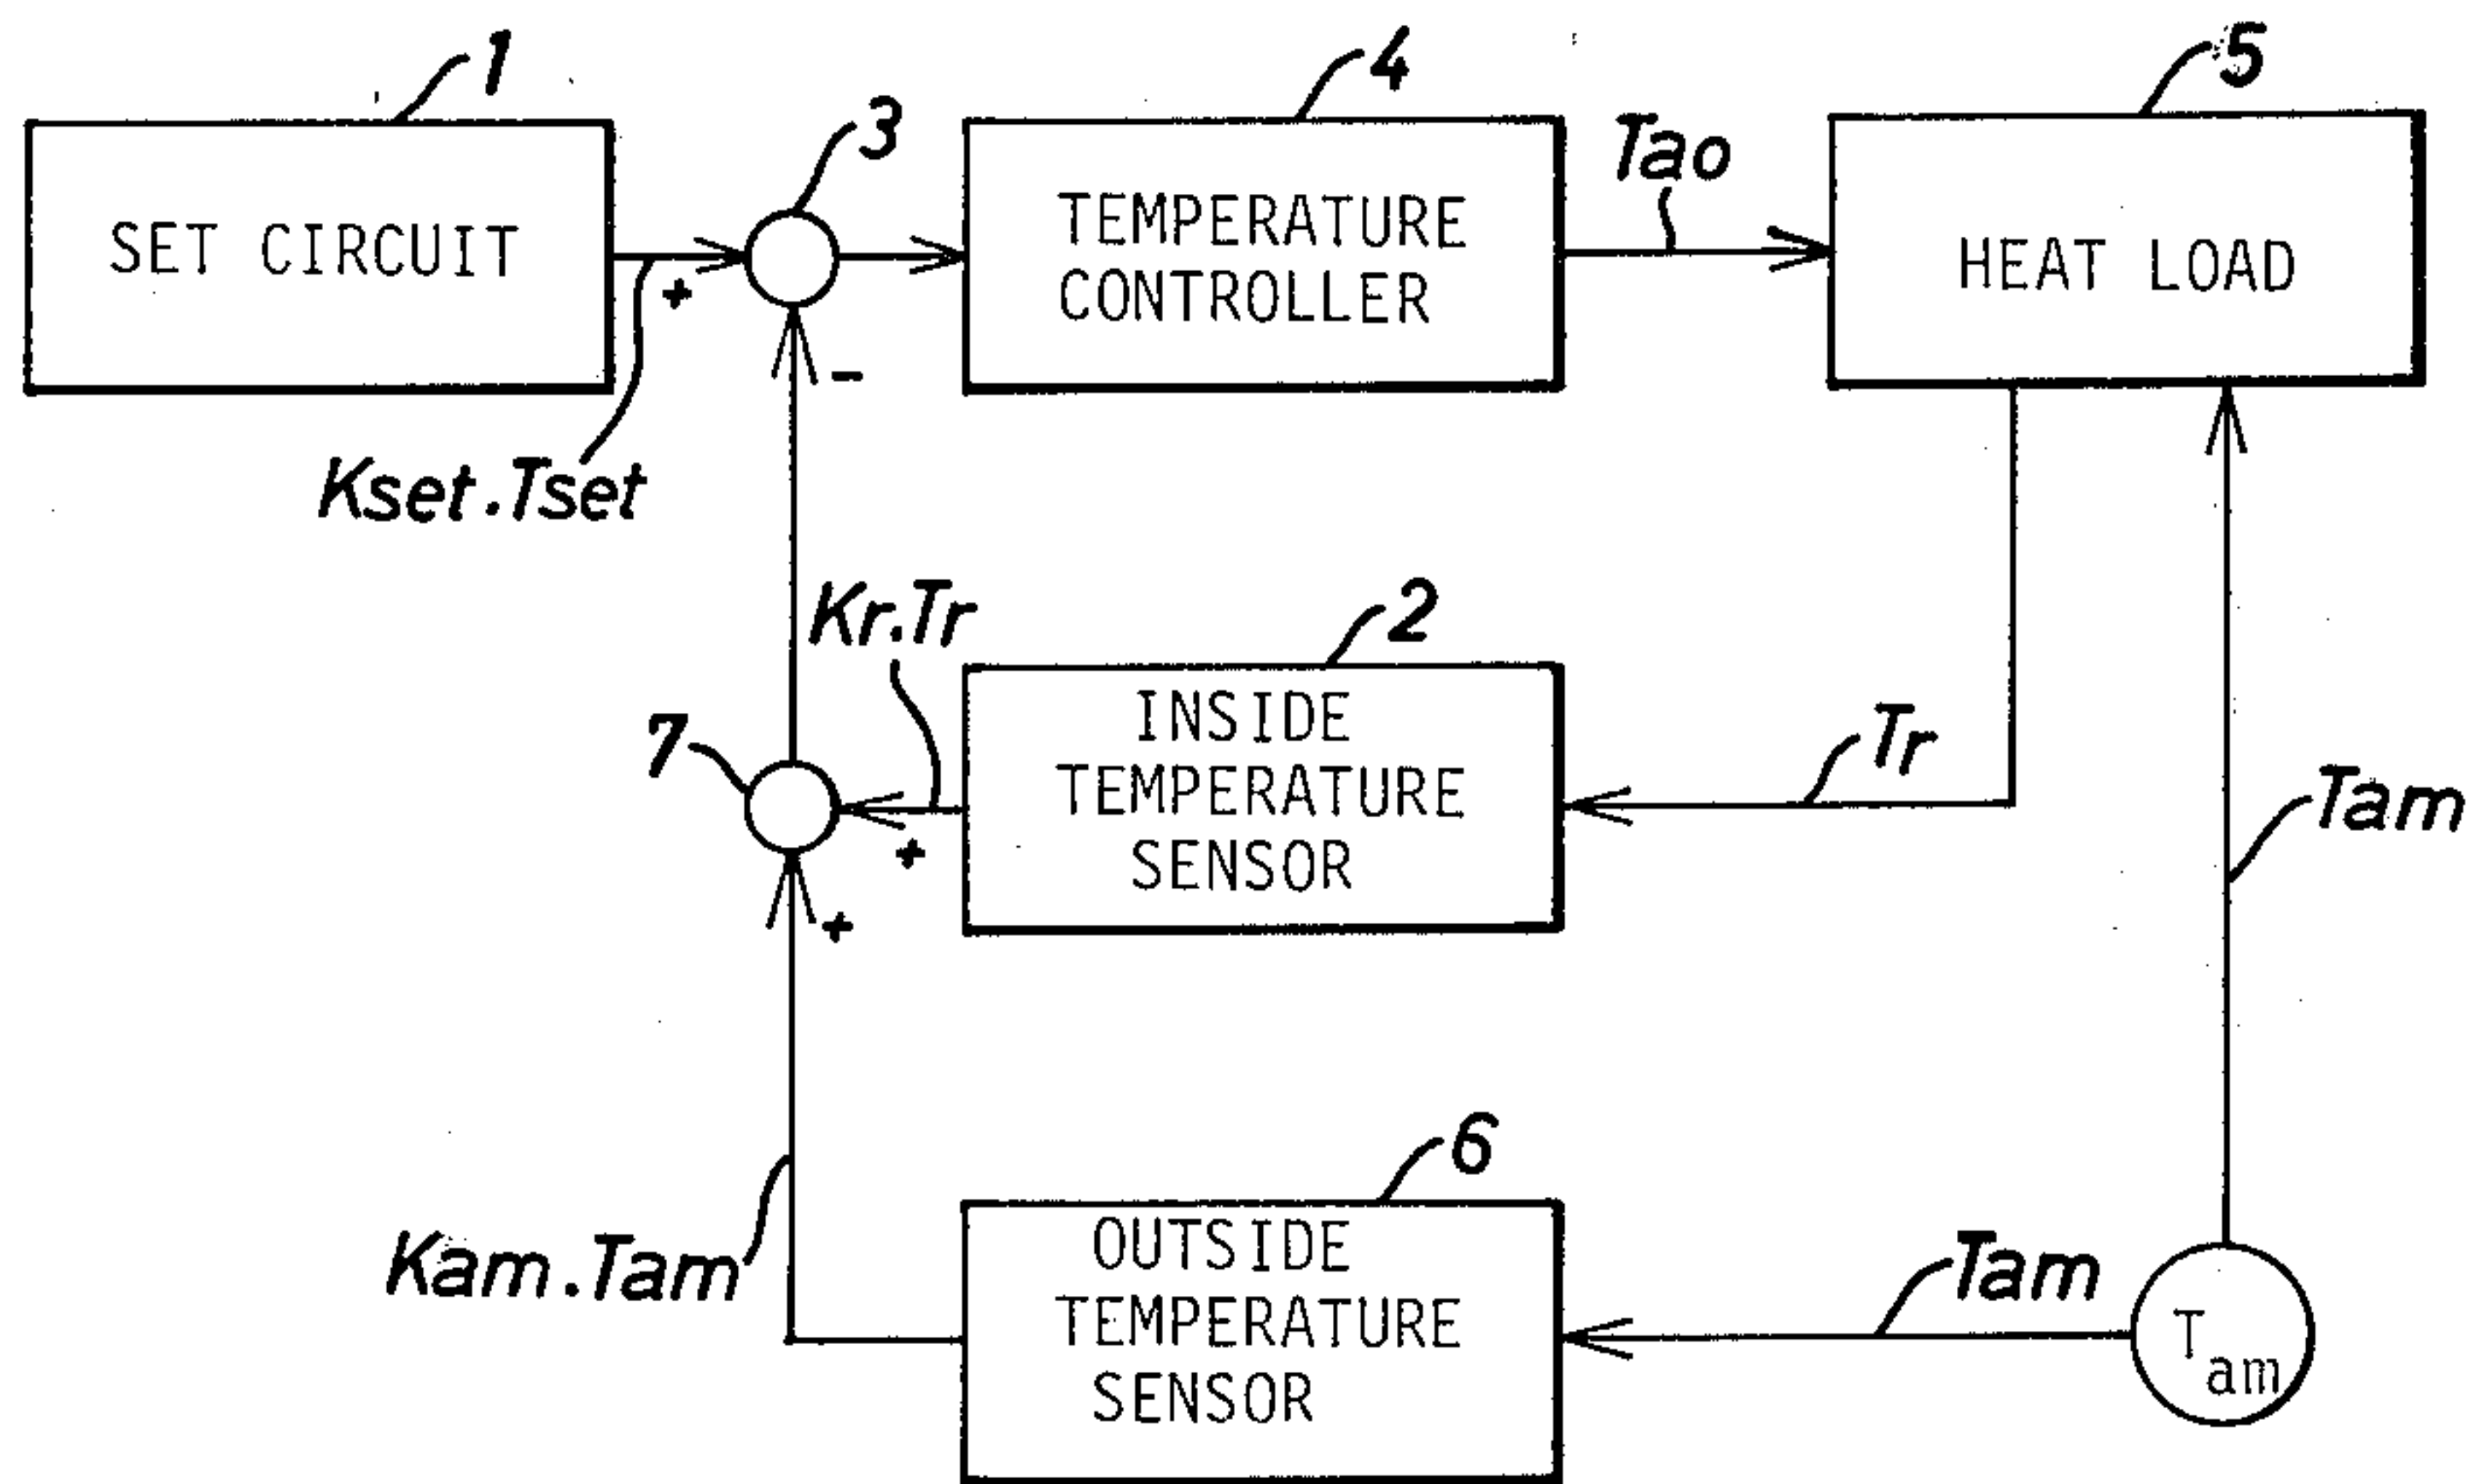 1
SET CIRCUIT
Kset.Tset
+
3
-
4
TEMPERATURE
CONTROLLER
Tao
5
HEAT LOAD
Kr.Tr
+
2
INSIDE
TEMPERATURE
SENSOR
Tr
7
+
Tam
Kam.Tam
6
OUTSIDE
TEMPERATURE
SENSOR
Tam
T
am